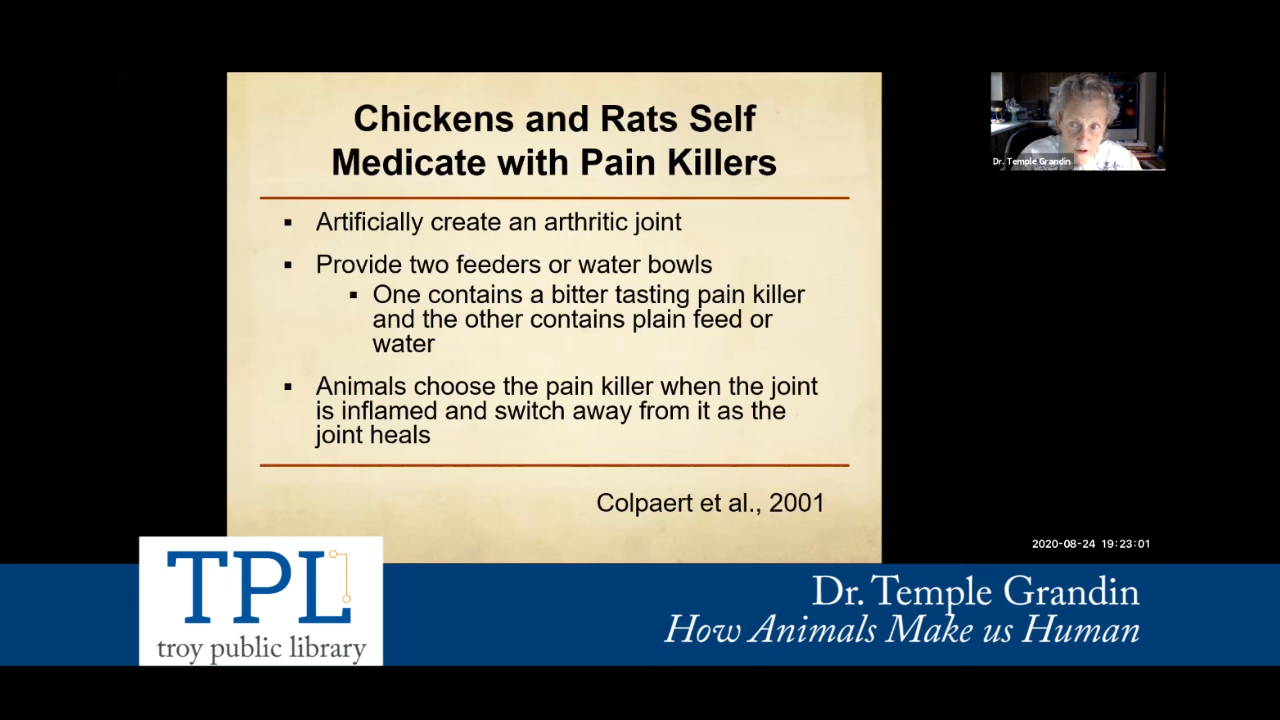 Chickens and Rats Self
Medicate with Pain Killers
▪ Artificially create an arthritic joint
▪ Provide two feeders or water bowls
▪ One contains a bitter tasting pain killer
and the other contains plain feed or
water
▪ Animals choose the pain killer when the joint
is inflamed and switch away from it as the
joint heals
Colpaert et al., 2001
Dr. Temple Grandin
2020-08-24 19:23:01
TPL
troy public library
Dr. Temple Grandin
How Animals Make us Human